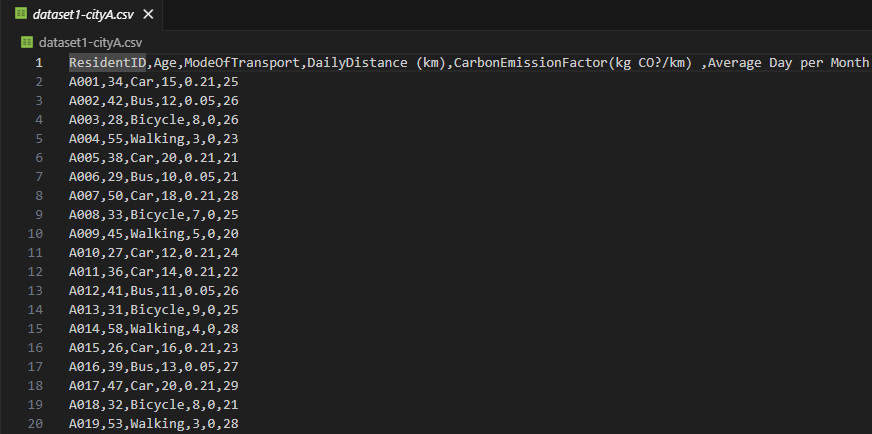 dataset1-cityA.csv
dataset1-cityA.csv
1 ResidentID,Age,ModeOfTransport,DailyDistance (km),CarbonEmissionFactor(kg CO?/km) ,Average Day per Month
2 A001,34,Car,15,0.21,25
3 A002,42,Bus,12,0.05,26
4 A003,28,Bicycle,8,0,26
5 A004,55,Walking,3,0,23
6 A005,38,Car,20,0.21,21
7 A006,29,Bus,10,0.05,21
8 A007,50,Car,18,0.21,28
9 A008,33,Bicycle,7,0,25
10 A009,45,Walking,5,0,20
11 A010,27,Car,12,0.21,24
12 A011,36,Car,14,0.21,22
13 A012,41,Bus,11,0.05,26
14 A013,31,Bicycle,9,0,25
15 A014,58,Walking,4,0,28
16 A015,26,Car,16,0.21,23
17 A016,39,Bus,13,0.05,27
18 A017,47,Car,20,0.21,29
19 A018,32,Bicycle,8,0,21
20 A019,53,Walking,3,0,28